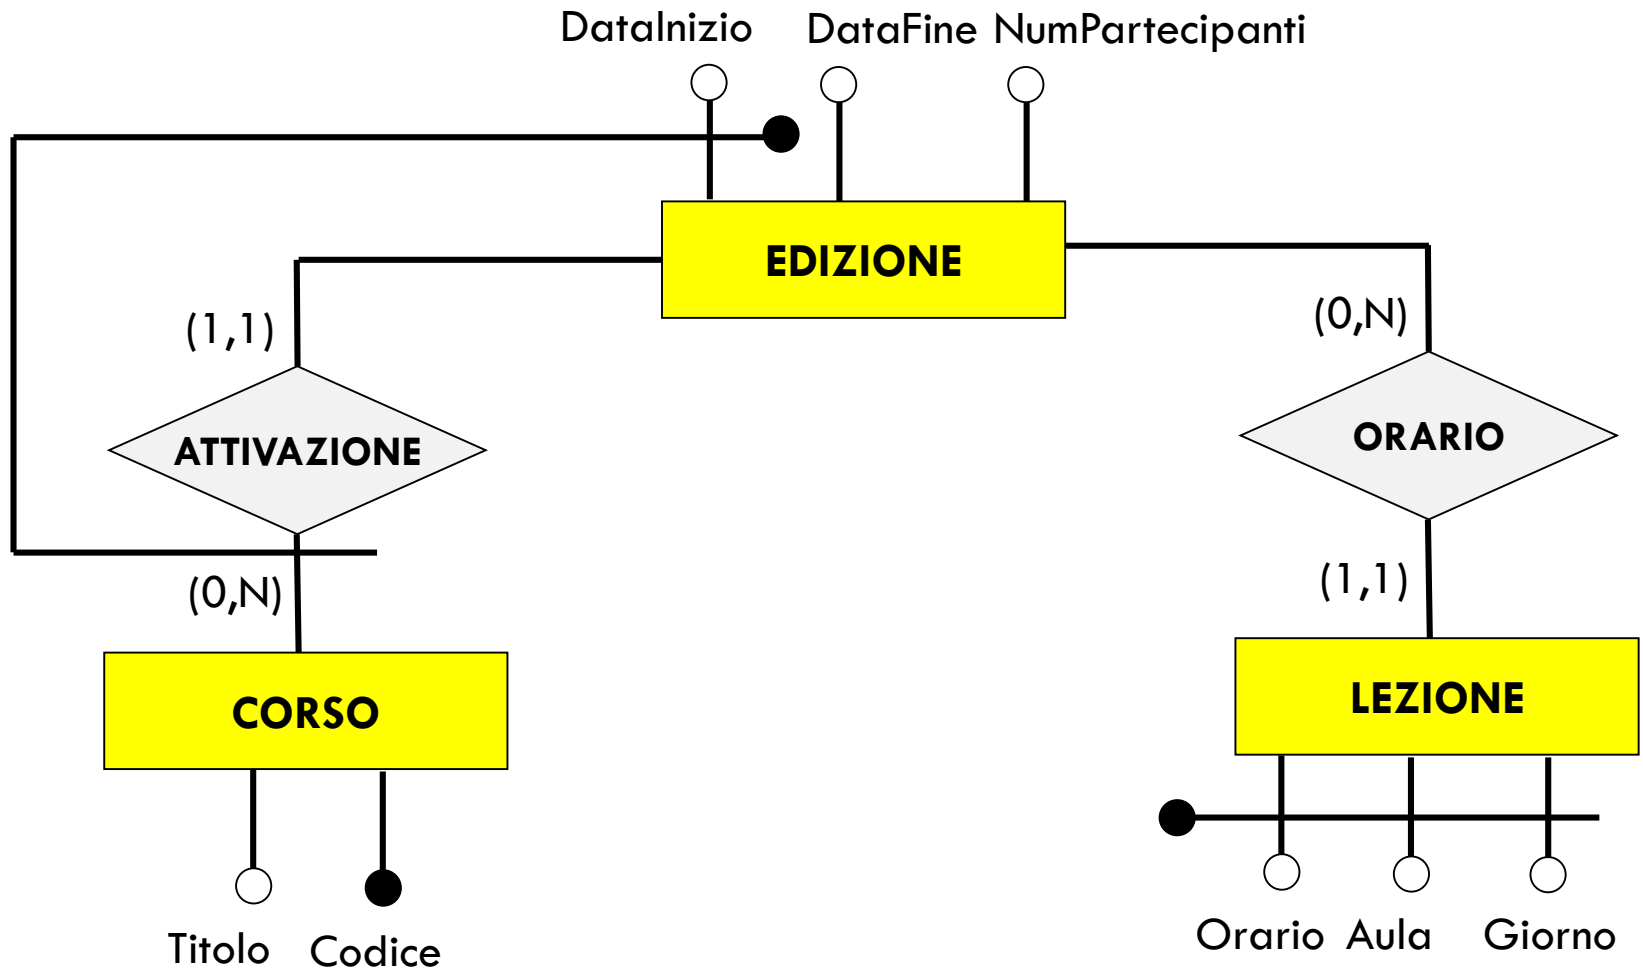 DataInizio DataFine NumPartecipanti
EDIZIONE
(1,1)
(0,N)
ATTIVAZIONE
ORARIO
(0,N)
(1,1)
CORSO
LEZIONE
Titolo Codice
Orario Aula Giorno